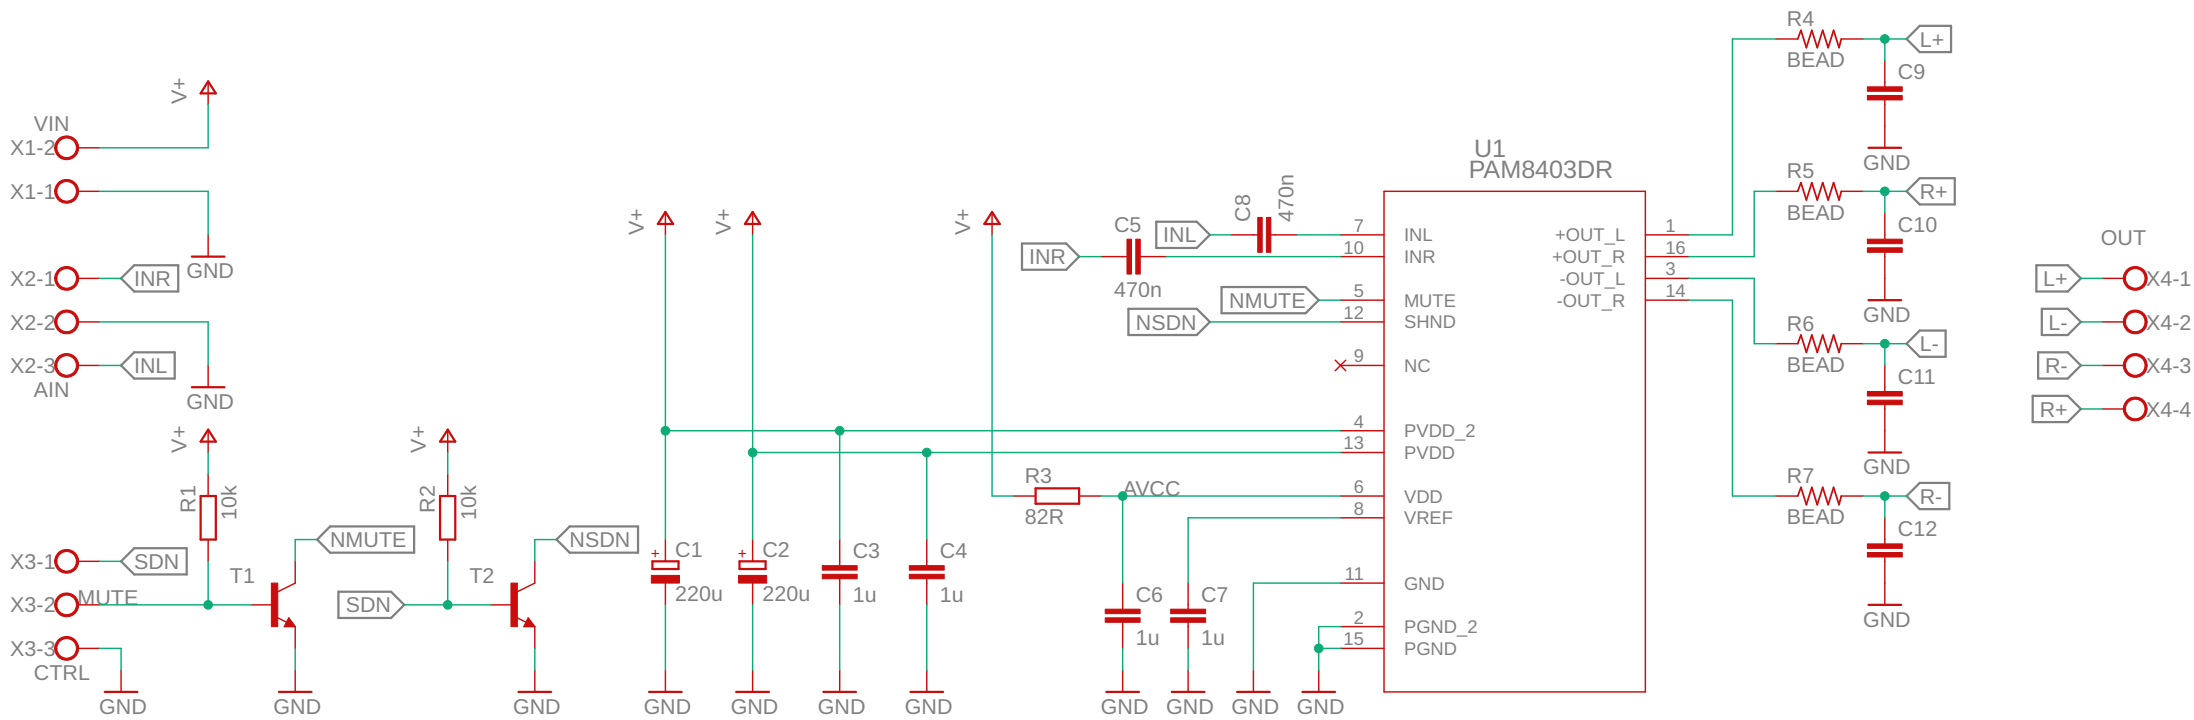 V+
VIN
X1-2
X1-1
GND
X2-1
INR
X2-2
X2-3
INL
AIN
GND
V+
R1
10k
X3-1
SDN
X3-2
MUTE
X3-3
CTRL
GND
T1
NMUTE
GND
V+
R2
10k
SDN
T2
NSDN
GND
V+
+
C1
220u
GND
V+
+
C2
220u
GND
C3
1u
GND
C4
1u
GND
V+
R3
82R
AVCC
C6
1u
GND
C7
1u
GND
GND
GND
INR
C5
470n
INL
C8
470n
NMUTE
NSDN
U1
PAM8403DR
7 INL
10 INR
5 MUTE
12 SHND
9 NC
4 PVDD_2
13 PVDD
6 VDD
8 VREF
11 GND
2 PGND_2
15 PGND
+OUT_L 1
+OUT_R 16
-OUT_L 3
-OUT_R 14
R4
BEAD
L+
C9
GND
R5
BEAD
R+
C10
GND
R6
BEAD
L-
C11
GND
R7
BEAD
R-
C12
GND
OUT
L+ X4-1
L- X4-2
R- X4-3
R+ X4-4